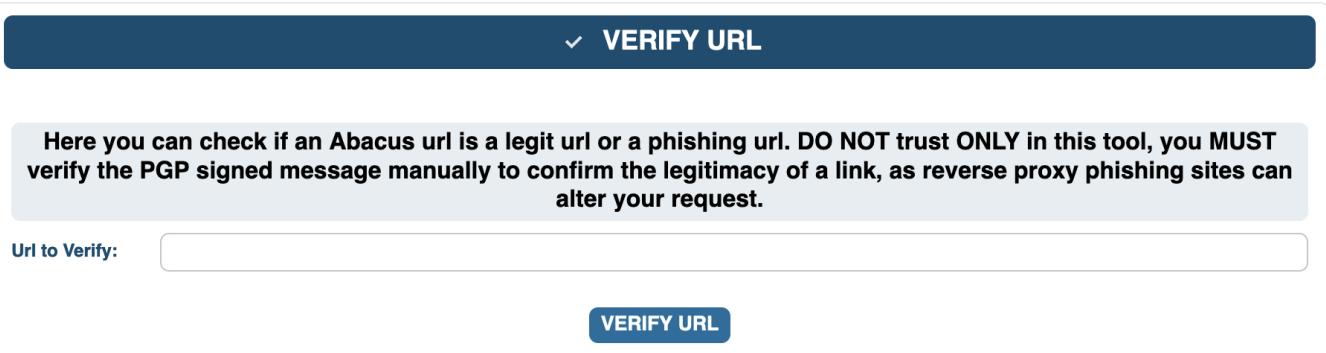 ✓ VERIFY URL
Here you can check if an Abacus url is a legit url or a phishing url. DO NOT trust ONLY in this tool, you MUST
verify the PGP signed message manually to confirm the legitimacy of a link, as reverse proxy phishing sites can
alter your request.
Url to Verify:
VERIFY URL